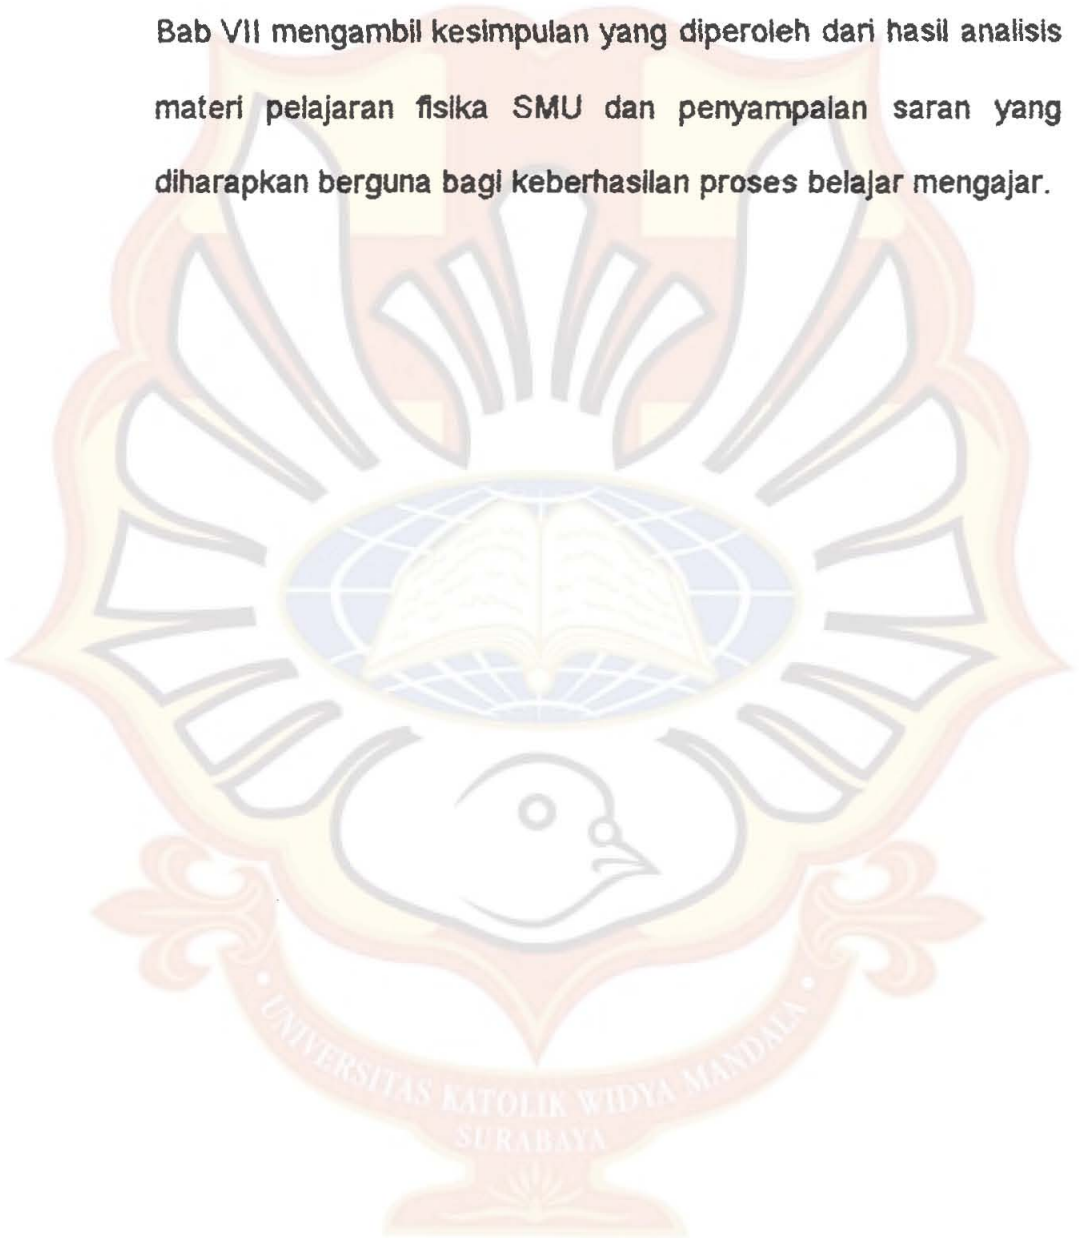 Bab VII mengambil kesimpulan yang diperoleh dari hasil analisis
materi pelajaran fisika SMU dan penyampaian saran yang
diharapkan berguna bagi keberhasilan proses belajar mengajar.
• UNIVERSITAS KATOLIK WIDYA MANDALA •
SURABAYA